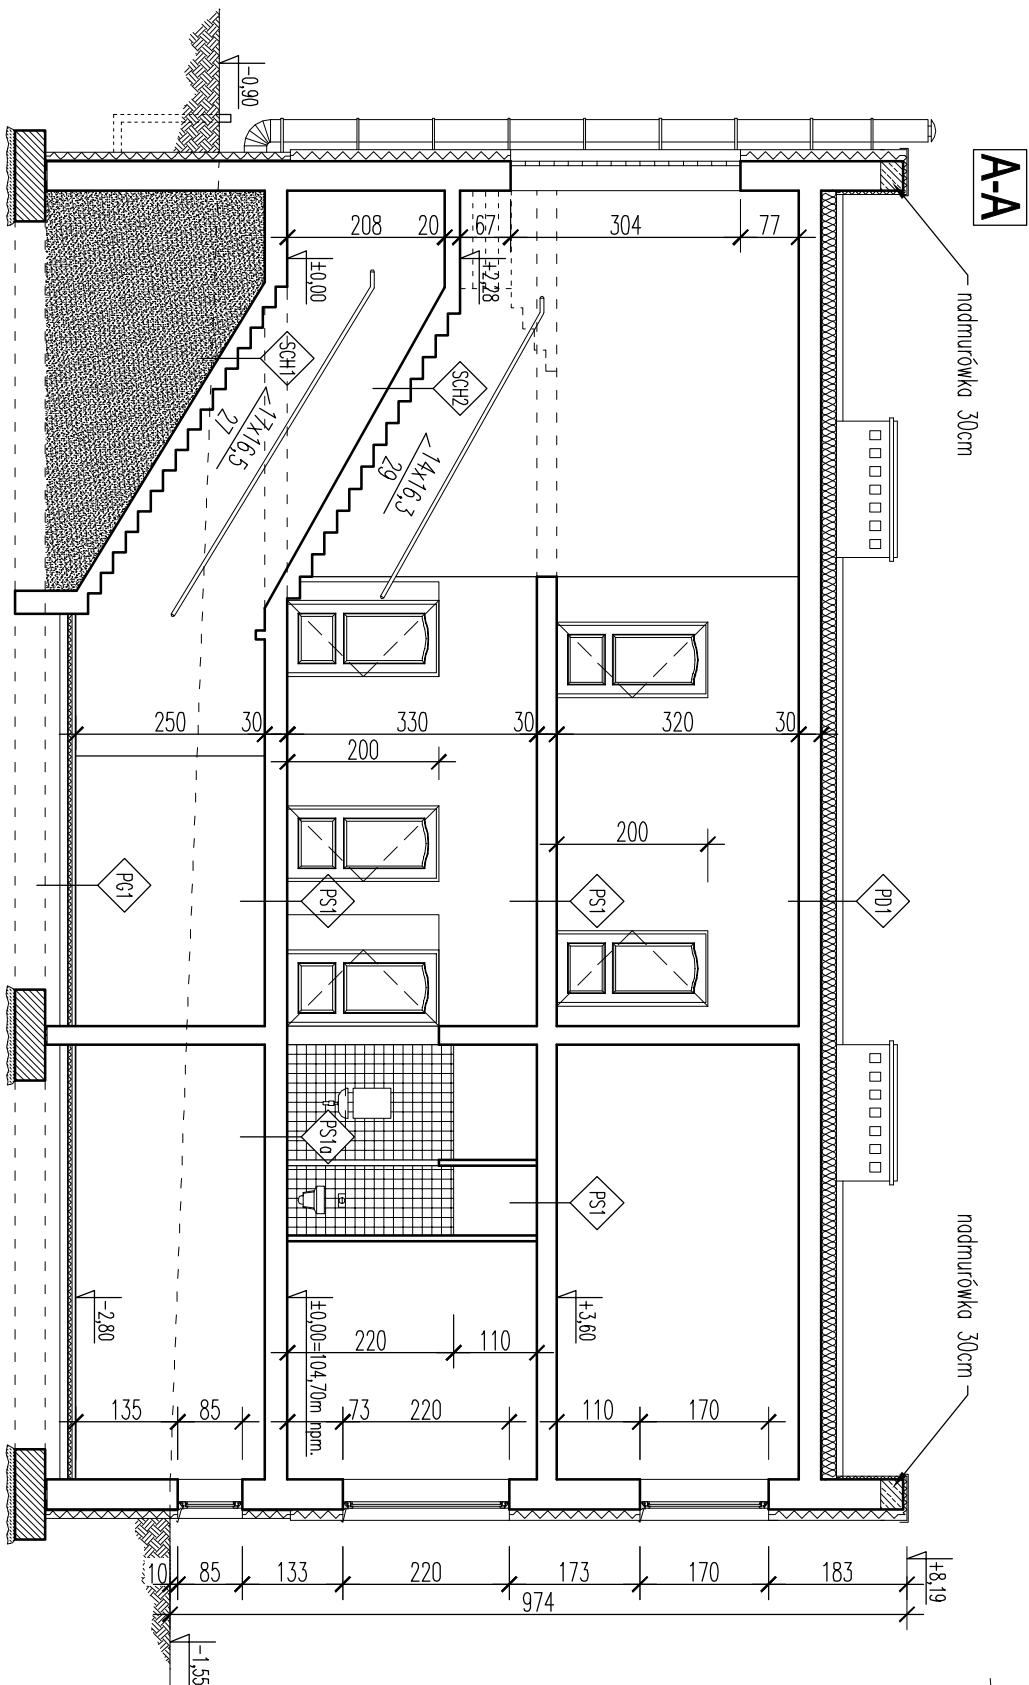 A-A
nadmurówka 30cm
nadmurówka 30cm
-0,90
208
20
67
304
77
±0,00
+2,28
SCH1
SCH2
17x16,5
27
14x16,3
29
250
30
330
30
320
30
200
200
PG1
PS1
PS1
PD1
PS1a
PS1
-2,80
±0,00=104,70m npm.
+3,60
220
110
135
85
73
220
110
170
10
85
133
220
173
170
183
974
+8,19
-1,55